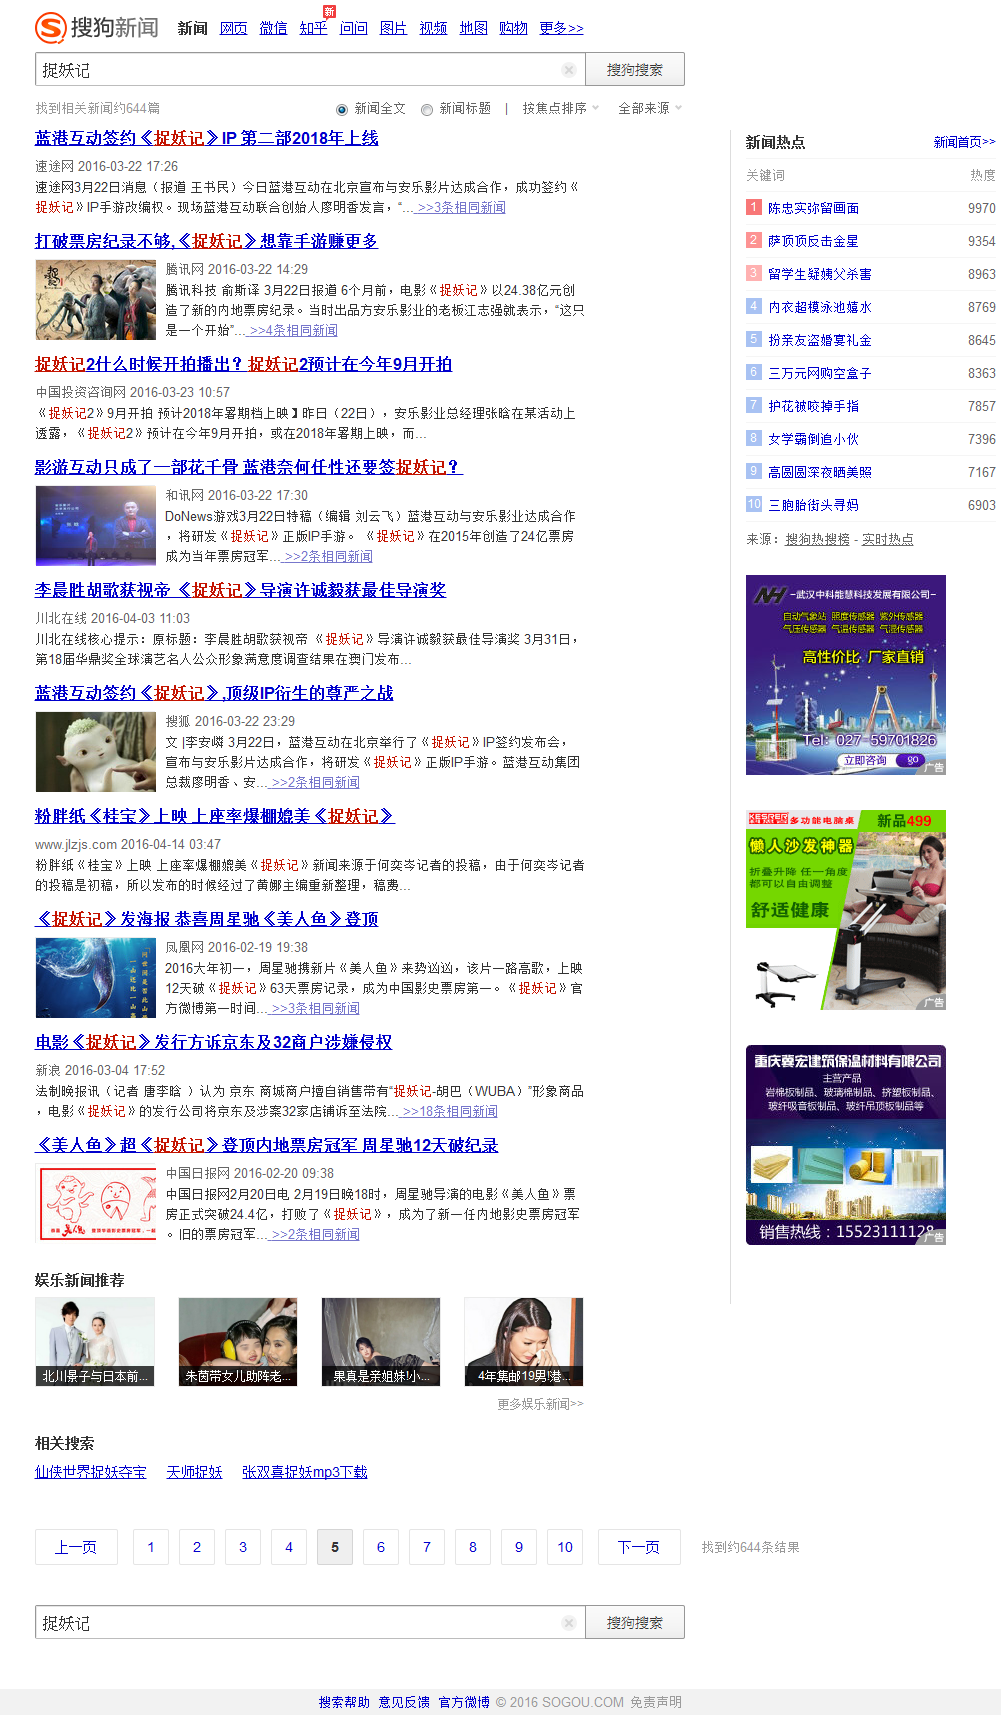 搜狗新闻 新闻 网页 微信 知乎 新 问问 图片 视频 地图 购物 更多>>
捉妖记 搜狗搜索
找到相关新闻约644篇 新闻全文 新闻标题 | 按焦点排序 全部来源
蓝港互动签约《捉妖记》IP 第二部2018年上线
速途网 2016-03-22 17:26
速途网3月22日消息（报道 王书民）今日蓝港互动在北京宣布与安乐影片达成合作，成功签约《
捉妖记》IP手游改编权。现场蓝港互动联合创始人廖明香发言，“... >>3条相同新闻
打破票房纪录不够,《捉妖记》想靠手游赚更多
腾讯网 2016-03-22 14:29
腾讯科技 俞斯译 3月22日报道 6个月前，电影《捉妖记》以24.38亿元创
造了新的内地票房纪录。当时出品方安乐影业的老板江志强就表示，“这只
是一个开始”... >>4条相同新闻
捉妖记2什么时候开拍播出？捉妖记2预计在今年9月开拍
中国投资咨询网 2016-03-23 10:57
《捉妖记2》9月开拍 预计2018年暑期档上映】昨日（22日），安乐影业总经理张晗在某活动上
透露，《捉妖记2》预计在今年9月开拍，或在2018年暑期上映，而...
影游互动只成了一部花千骨 蓝港奈何任性还要签捉妖记？
和讯网 2016-03-22 17:30
DoNews游戏3月22日特稿（编辑 刘云飞）蓝港互动与安乐影业达成合作
，将研发《捉妖记》正版IP手游。 《捉妖记》在2015年创造了24亿票房
成为当年票房冠军... >>2条相同新闻
李晨胜胡歌获视帝 《捉妖记》导演许诚毅获最佳导演奖
川北在线 2016-04-03 11:03
川北在线核心提示：原标题：李晨胜胡歌获视帝 《捉妖记》导演许诚毅获最佳导演奖 3月31日，
第18届华鼎奖全球演艺名人公众形象满意度调查结果在澳门发布...
蓝港互动签约《捉妖记》,顶级IP衍生的尊严之战
搜狐 2016-03-22 23:29
文 |李安嶙 3月22日，蓝港互动在北京举行了《捉妖记》IP签约发布会，
宣布与安乐影片达成合作，将研发《捉妖记》正版IP手游。蓝港互动集团
总裁廖明香、安... >>2条相同新闻
粉胖纸《桂宝》上映 上座率爆棚媲美《捉妖记》
www.jlzjs.com 2016-04-14 03:47
粉胖纸《桂宝》上映 上座率爆棚媲美《捉妖记》新闻来源于何奕岑记者的投稿，由于何奕岑记者
的投稿是初稿，所以发布的时候经过了黄娜主编重新整理，稿费...
《捉妖记》发海报 恭喜周星驰《美人鱼》登顶
凤凰网 2016-02-19 19:38
2016大年初一，周星驰携新片《美人鱼》来势汹汹，该片一路高歌，上映
12天破《捉妖记》63天票房记录，成为中国影史票房第一。《捉妖记》官
方微博第一时间... >>3条相同新闻
电影《捉妖记》发行方诉京东及32商户涉嫌侵权
新浪 2016-03-04 17:52
法制晚报讯（记者 唐李晗 ）认为 京东 商城商户擅自销售带有“捉妖记-胡巴（WUBA）”形象商品
，电影《捉妖记》的发行公司将京东及涉案32家店铺诉至法院... >>18条相同新闻
《美人鱼》超《捉妖记》登顶内地票房冠军 周星驰12天破纪录
中国日报网 2016-02-20 09:38
中国日报网2月20日电 2月19日晚18时，周星驰导演的电影《美人鱼》票
房正式突破24.4亿，打败了《捉妖记》，成为了新一任内地影史票房冠军
。旧的票房冠军... >>2条相同新闻
娱乐新闻推荐
北川景子与日本前... 朱茵带女儿助阵老... 果真是亲姐妹!小... 4年集邮19男!港...
更多娱乐新闻>>
相关搜索
仙侠世界捉妖夺宝 天师捉妖 张双喜捉妖mp3下载
上一页 1 2 3 4 5 6 7 8 9 10 下一页 找到约644条结果
捉妖记 搜狗搜索
新闻热点 新闻首页>>
关键词 热度
1 陈忠实弥留画面 9970
2 萨顶顶反击金星 9354
3 留学生疑姨父杀害 8963
4 内衣超模泳池嬉水 8769
5 扮亲友盗婚宴礼金 8645
6 三万元网购空盒子 8363
7 护花被咬掉手指 7857
8 女学霸倒追小伙 7396
9 高圆圆深夜晒美照 7167
10 三胞胎街头寻妈 6903
来源：搜狗热搜榜 - 实时热点
NH －武汉中科能慧科技发展有限公司－
自动气象站 照度传感器 紫外传感器
气压传感器 气温传感器 气湿传感器
高性价比 厂家直销
Tel：027-59701826
立即咨询 go
广告
多功能电脑桌 新品499
懒人沙发神器
折叠升降 任一角度
都可以自由调整
舒适健康
广告
重庆蓂宏建筑保温材料有限公司
主营产品
岩棉板制品、玻璃棉制品、挤塑板制品、
玻纤吸音板制品、玻纤吊顶板制品等
销售热线：15523111128
广告
搜索帮助 意见反馈 官方微博 © 2016 SOGOU.COM 免责声明